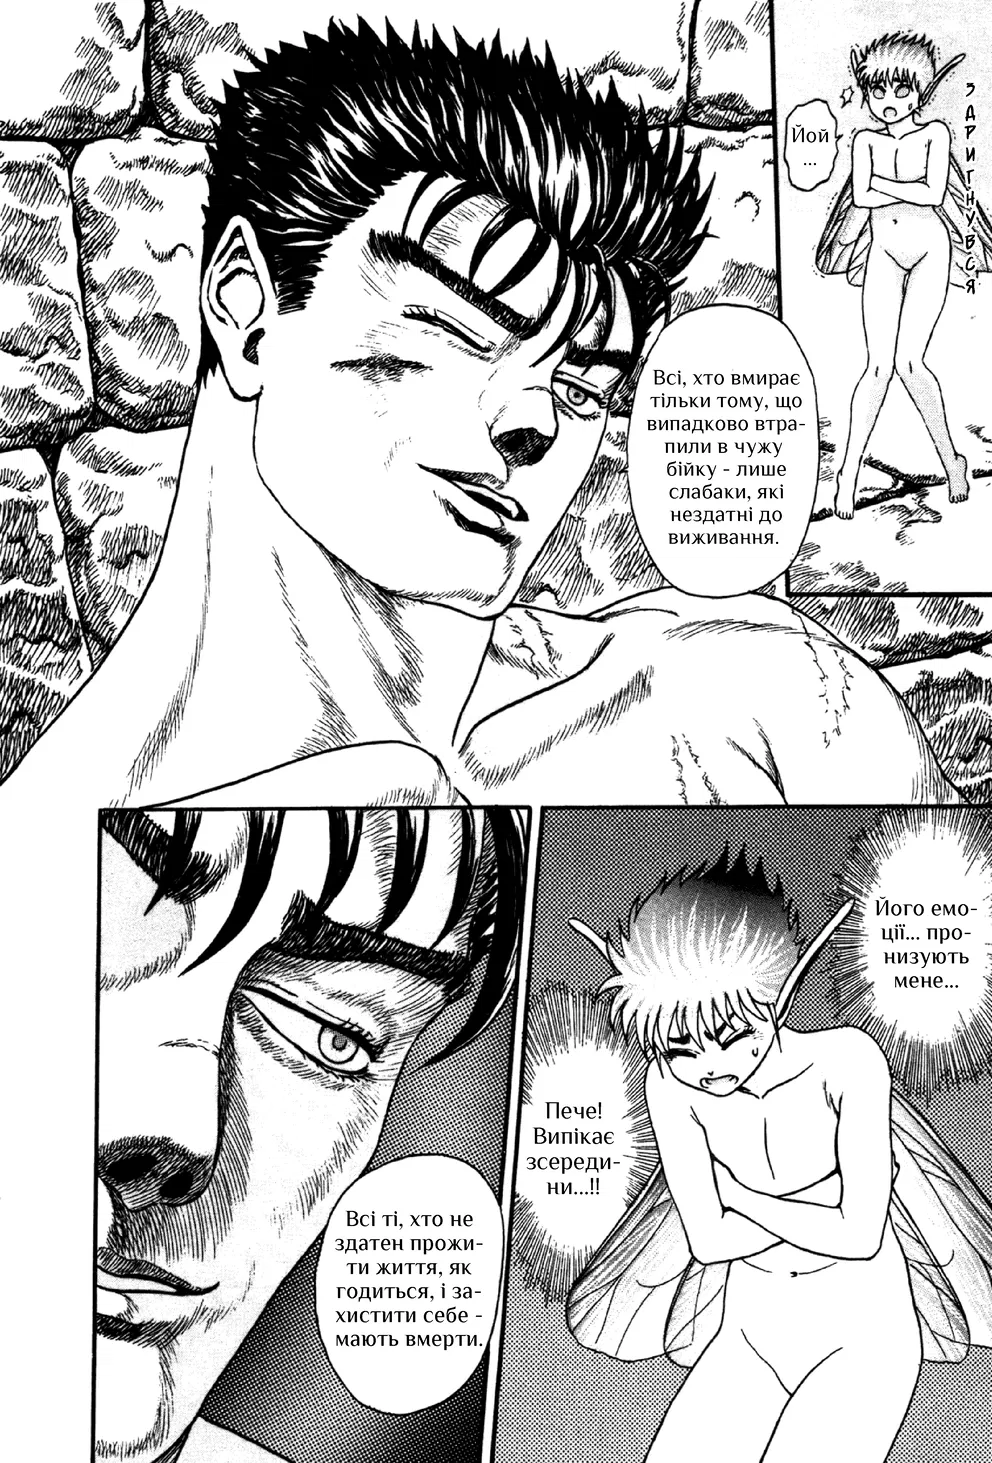 Йой
...
ЗДРИГНУВСЯ
Всі, хто вмирає
тільки тому, що
випадково втра-
пили в чужу
бійку - лише
слабаки, які
нездатні до
виживання.
Його емо-
ції... про-
низують
мене...
Пече!
Випікає
зсереди-
ни...!!
Всі ті, хто не
здатен прожи-
ти життя, як
годиться, і за-
хистити себе -
мають вмерти.